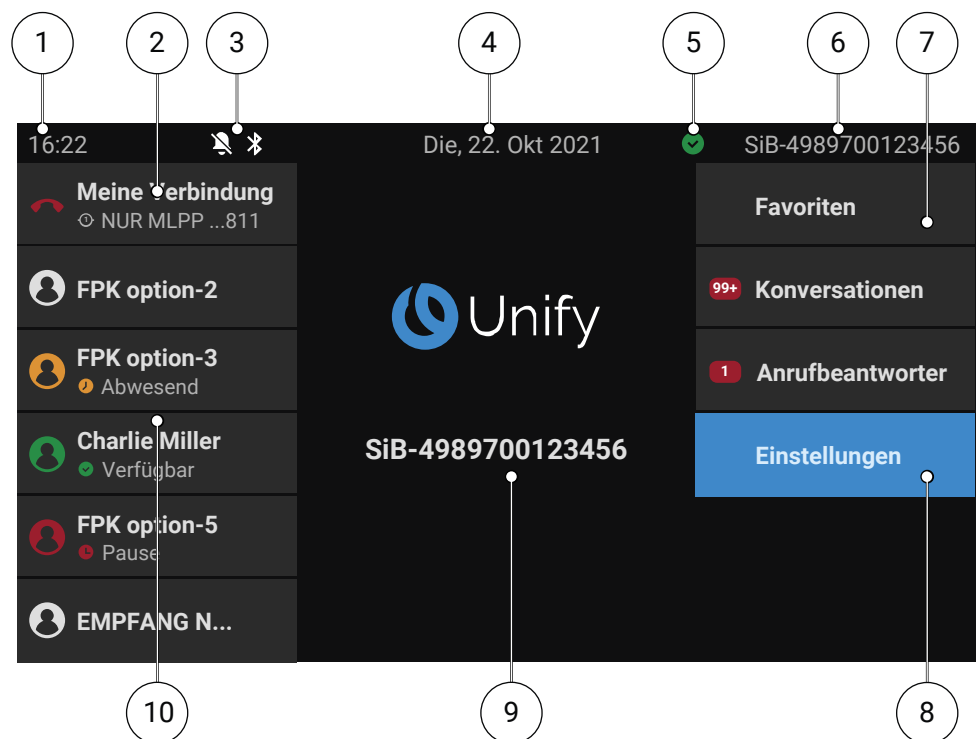 1
2
3
4
5
6
7
16:22
Die, 22. Okt 2021
SiB-4989700123456
Meine Verbindung
NUR MLPP ...811
FPK option-2
FPK option-3
Abwesend
Charlie Miller
Verfügbar
FPK option-5
Pause
EMPFANG N...
Unify
SiB-4989700123456
Favoriten
99+ Konversationen
1 Anrufbeantworter
Einstellungen
10
9
8